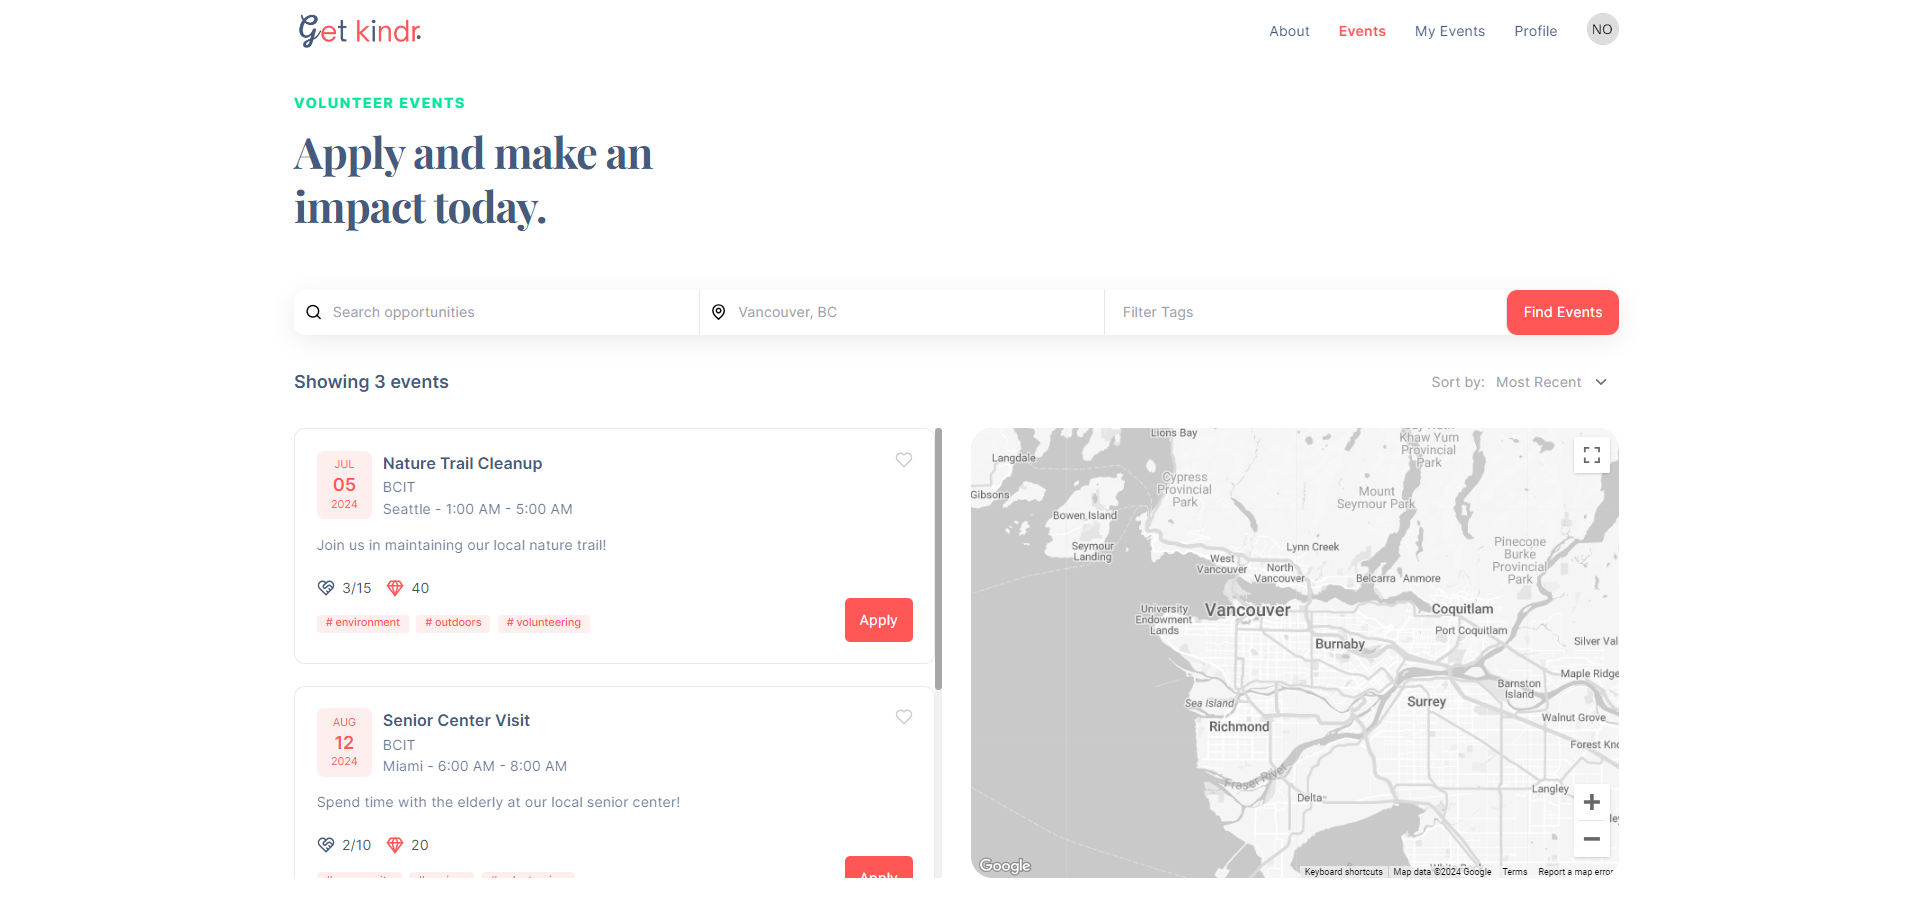 Get kindr.
About
Events
My Events
Profile
NO
VOLUNTEER EVENTS
Apply and make an
impact today.
Search opportunities
Vancouver, BC
Filter Tags
Find Events
Showing 3 events
Sort by: Most Recent
JUL
05
2024
Nature Trail Cleanup
BCIT
Seattle - 1:00 AM - 5:00 AM
Join us in maintaining our local nature trail!
3/15
40
# environment
# outdoors
# volunteering
Apply
AUG
12
2024
Senior Center Visit
BCIT
Miami - 6:00 AM - 8:00 AM
Spend time with the elderly at our local senior center!
2/10
20
Apply
Lions Bay
Khaw Yum
Provincial
Park
Langdale
Cypress
Provincial
Park
Mount
Seymour Park
Gibsons
Bowen Island
Seymour
Landing
Lynn Creek
Pinecone
Burke
Provincial
Park
West
Vancouver
North
Vancouver
Belcarra
Anmore
University
Endowment
Lands
Vancouver
Coquitlam
Port Coquitlam
Burnaby
Silver Val
Maple Ridge
Barnston
Island
Sea Island
Surrey
Richmond
Walnut Grove
Forest Kno
Fraser River
Delta
Langley
Google
Keyboard shortcuts
Map data ©2024 Google
Terms
Report a map error